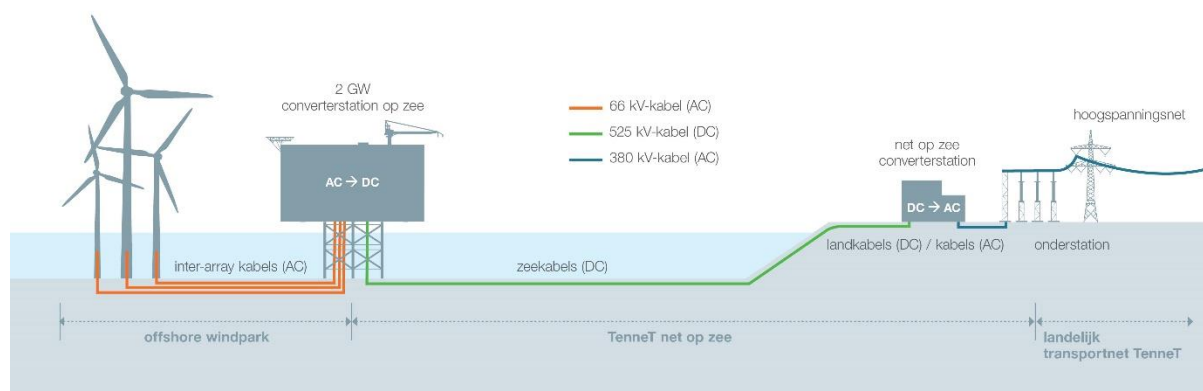 2 GW
converterstation op zee
AC → DC
66 kV-kabel (AC)
525 kV-kabel (DC)
380 kV-kabel (AC)
hoogspanningsnet
net op zee
converterstation
DC → AC
inter-array kabels (AC)
zeekabels (DC)
landkabels (DC) / kabels (AC)
onderstation
offshore windpark
TenneT net op zee
landelijk
transportnet TenneT